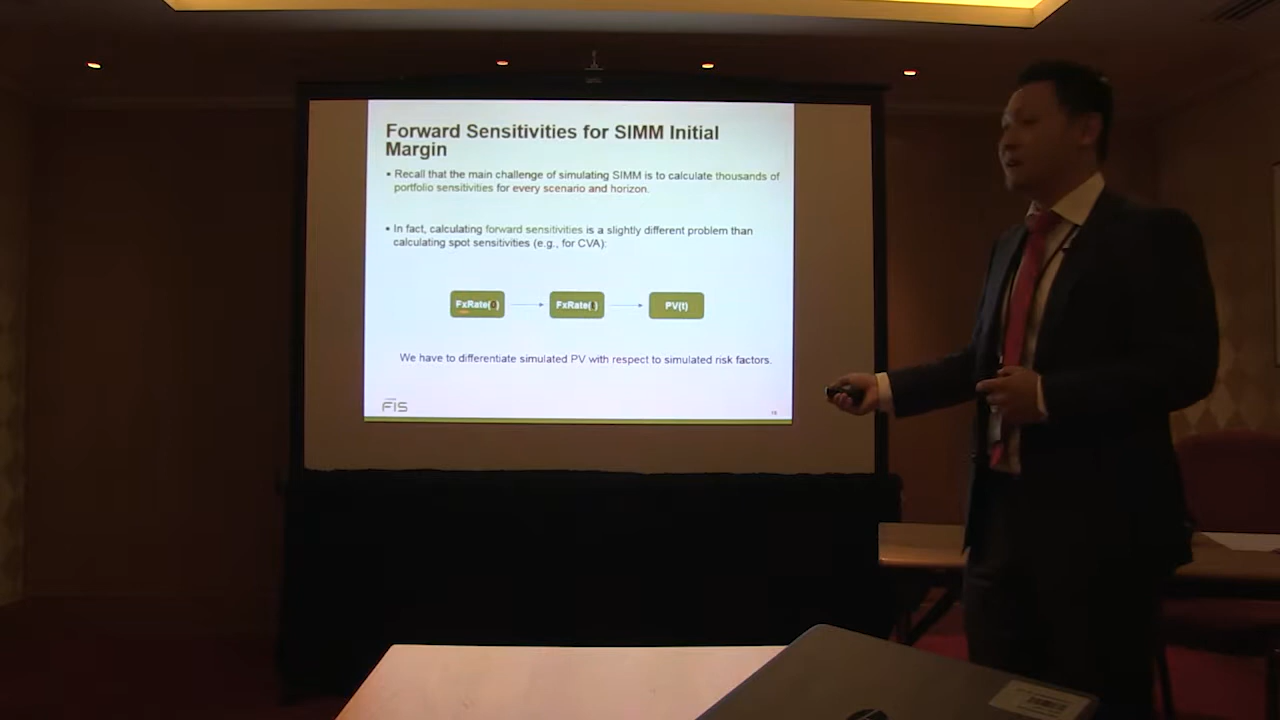 Forward Sensitivities for SIMM Initial
Margin
• Recall that the main challenge of simulating SIMM is to calculate thousands of
portfolio sensitivities for every scenario and horizon.
• In fact, calculating forward sensitivities is a slightly different problem than
calculating spot sensitivities (e.g., for CVA):
FxRate(0) FxRate(t) PV(t)
We have to differentiate simulated PV with respect to simulated risk factors.
FIS